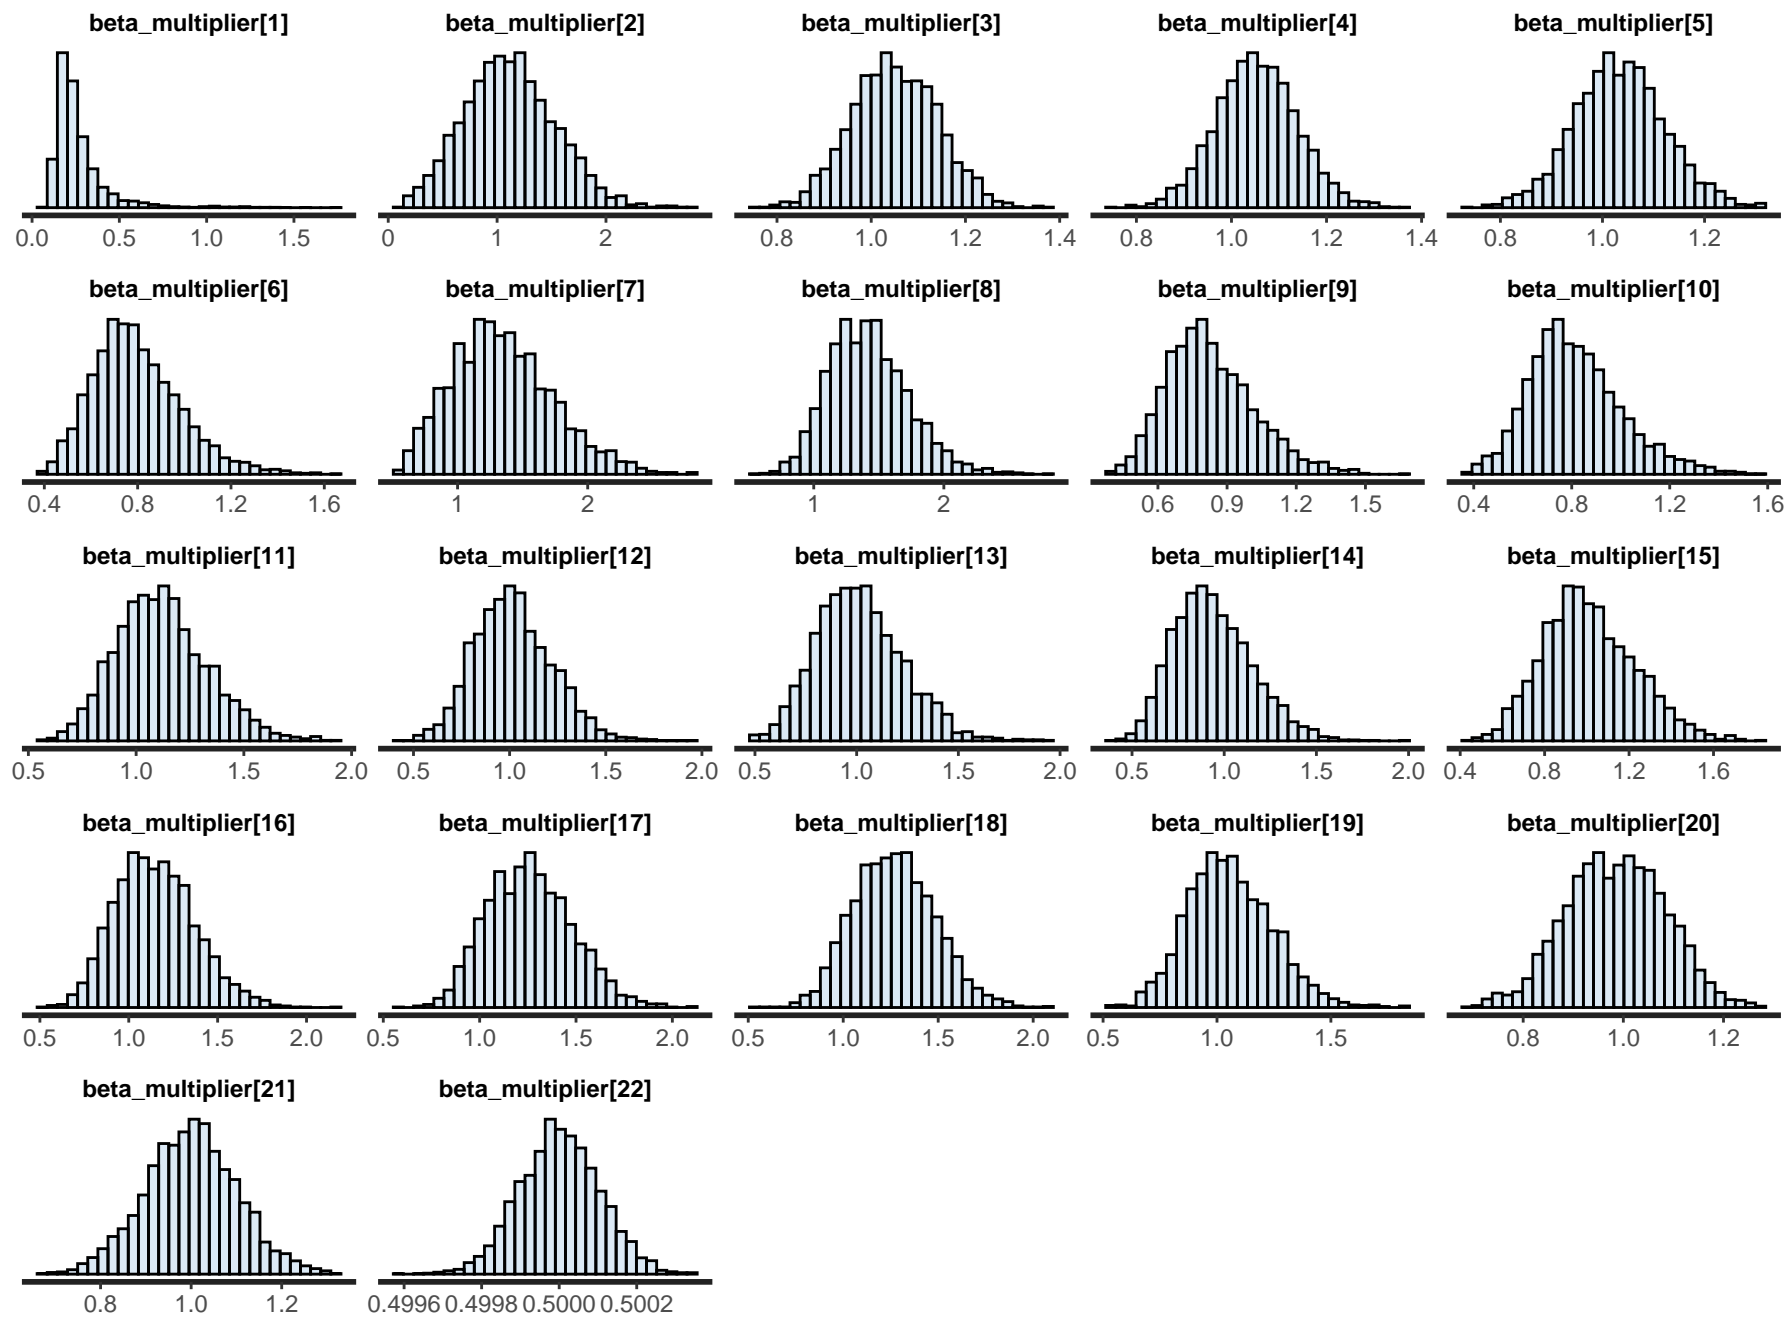 beta_multiplier[1] beta_multiplier[2] beta_multiplier[3] beta_multiplier[4] beta_multiplier[5]
0.0 0.5 1.0 1.5 0 1 2 0.8 1.0 1.2 1.4 0.8 1.0 1.2 1.4 0.8 1.0 1.2
beta_multiplier[6] beta_multiplier[7] beta_multiplier[8] beta_multiplier[9] beta_multiplier[10]
0.4 0.8 1.2 1.6 1 2 1 2 0.6 0.9 1.2 1.5 0.4 0.8 1.2 1.6
beta_multiplier[11] beta_multiplier[12] beta_multiplier[13] beta_multiplier[14] beta_multiplier[15]
0.5 1.0 1.5 2.0 0.5 1.0 1.5 2.0 0.5 1.0 1.5 2.0 0.5 1.0 1.5 2.0 0.4 0.8 1.2 1.6
beta_multiplier[16] beta_multiplier[17] beta_multiplier[18] beta_multiplier[19] beta_multiplier[20]
0.5 1.0 1.5 2.0 0.5 1.0 1.5 2.0 0.5 1.0 1.5 2.0 0.5 1.0 1.5 0.8 1.0 1.2
beta_multiplier[21] beta_multiplier[22]
0.8 1.0 1.2 0.4996 0.4998 0.5000 0.5002